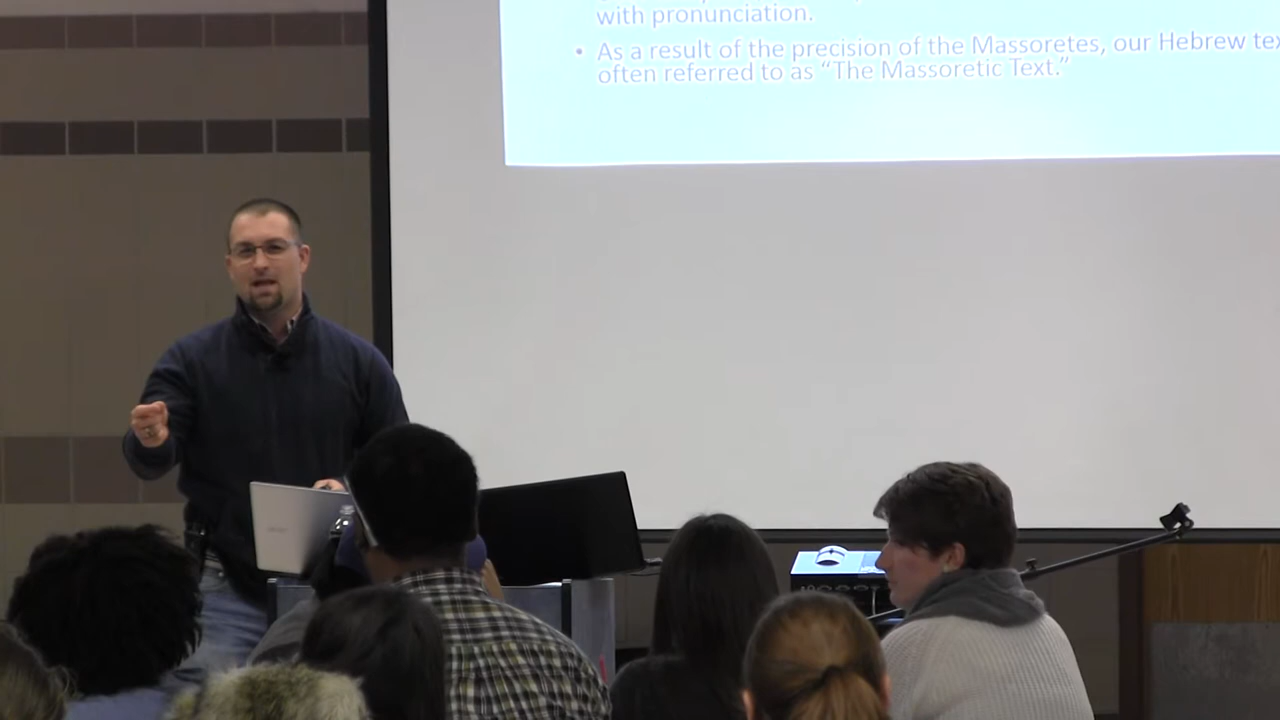 with pronunciation.
• As a result of the precision of the Massoretes, our Hebrew tex
often referred to as “The Massoretic Text.”